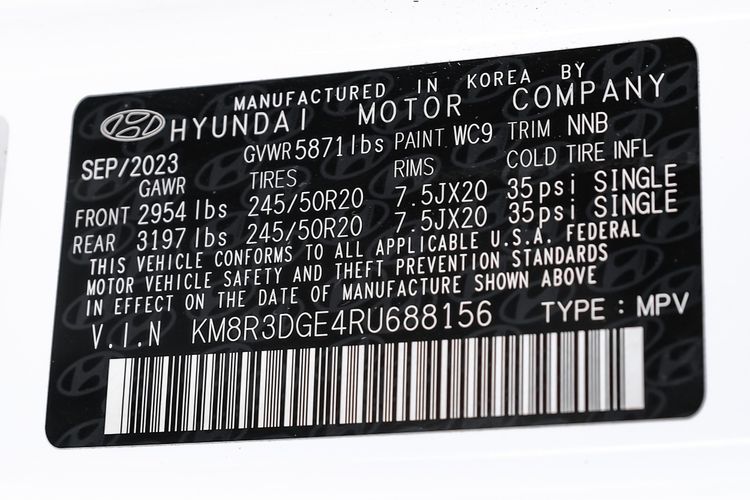 MANUFACTURED IN KOREA BY
HYUNDAI MOTOR COMPANY
SEP/2023 GVWR 5871 lbs PAINT WC9 TRIM NNB
GAWR TIRES RIMS COLD TIRE INFL
FRONT 2954 lbs 245/50R20 7.5JX20 35psi SINGLE
REAR 3197 lbs 245/50R20 7.5JX20 35psi SINGLE
THIS VEHICLE CONFORMS TO ALL APPLICABLE U.S.A. FEDERAL
MOTOR VEHICLE SAFETY AND THEFT PREVENTION STANDARDS
IN EFFECT ON THE DATE OF MANUFACTURE SHOWN ABOVE
V.I.N KM8R3DGE4RU688156 TYPE : MPV